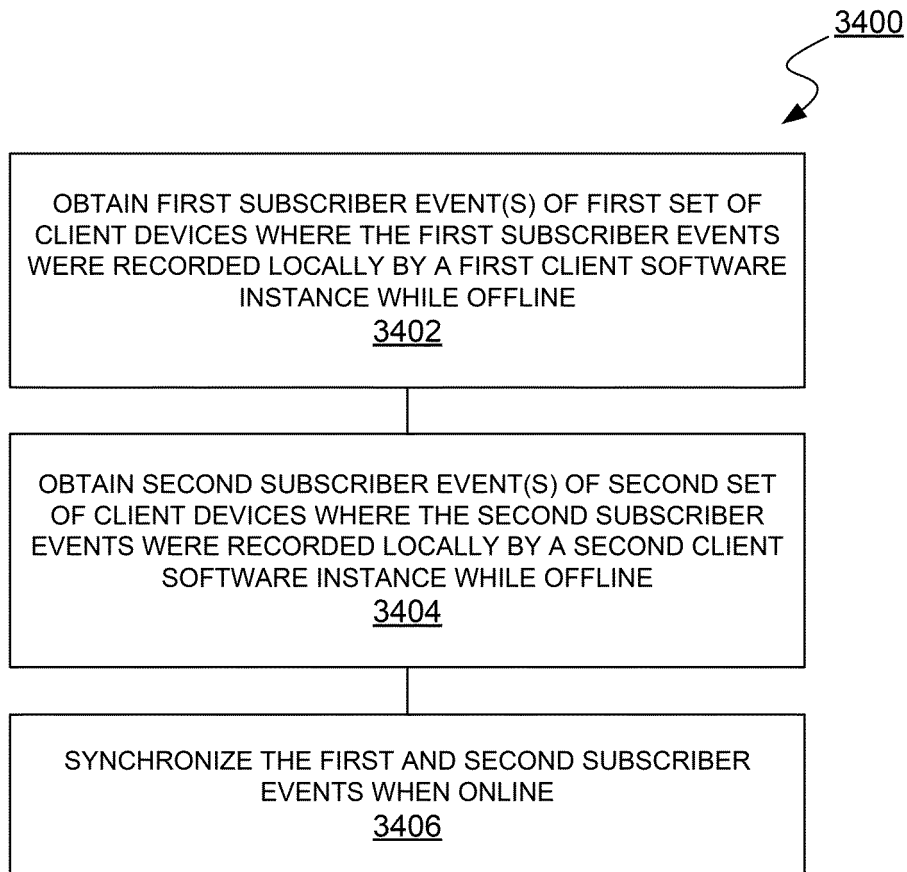 3400
OBTAIN FIRST SUBSCRIBER EVENT(S) OF FIRST SET OF
CLIENT DEVICES WHERE THE FIRST SUBSCRIBER EVENTS
WERE RECORDED LOCALLY BY A FIRST CLIENT SOFTWARE
INSTANCE WHILE OFFLINE
3402
OBTAIN SECOND SUBSCRIBER EVENT(S) OF SECOND SET
OF CLIENT DEVICES WHERE THE SECOND SUBSCRIBER
EVENTS WERE RECORDED LOCALLY BY A SECOND CLIENT
SOFTWARE INSTANCE WHILE OFFLINE
3404
SYNCHRONIZE THE FIRST AND SECOND SUBSCRIBER
EVENTS WHEN ONLINE
3406